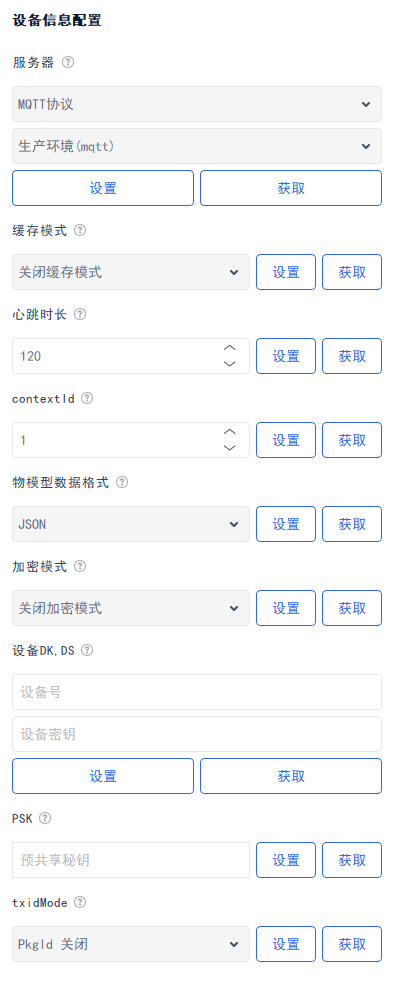 设备信息配置
服务器 ?
MQTT协议
生产环境(mqtt)
设置 获取
缓存模式 ?
关闭缓存模式 设置 获取
心跳时长 ?
120 设置 获取
contextId ?
1 设置 获取
物模型数据格式 ?
JSON 设置 获取
加密模式 ?
关闭加密模式 设置 获取
设备DK,DS ?
设备号
设备密钥
设置 获取
PSK ?
预共享秘钥 设置 获取
txidMode ?
PkgId 关闭 设置 获取